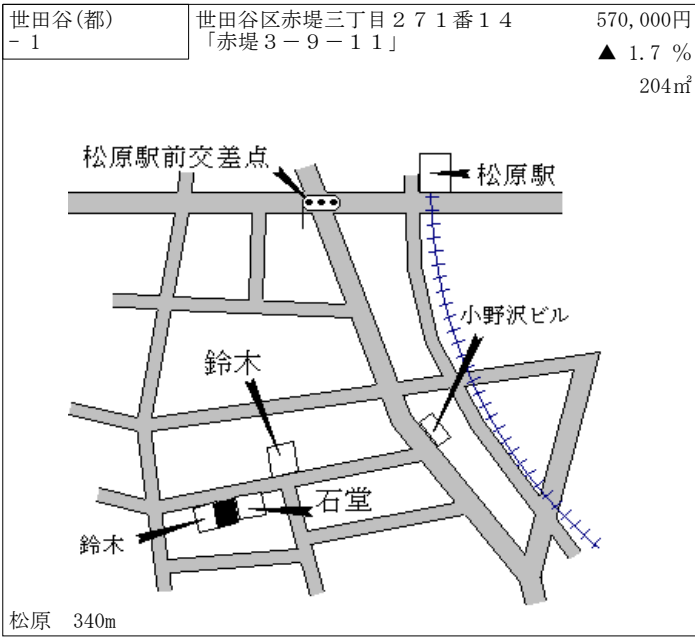 世田谷(都)
－１
世田谷区赤堤三丁目２７１番１４
「赤堤３－９－１１」
570,000円
▲ 1.7 %
204㎡
松原駅前交差点
松原駅
小野沢ビル
鈴木
石堂
鈴木
松原　340m